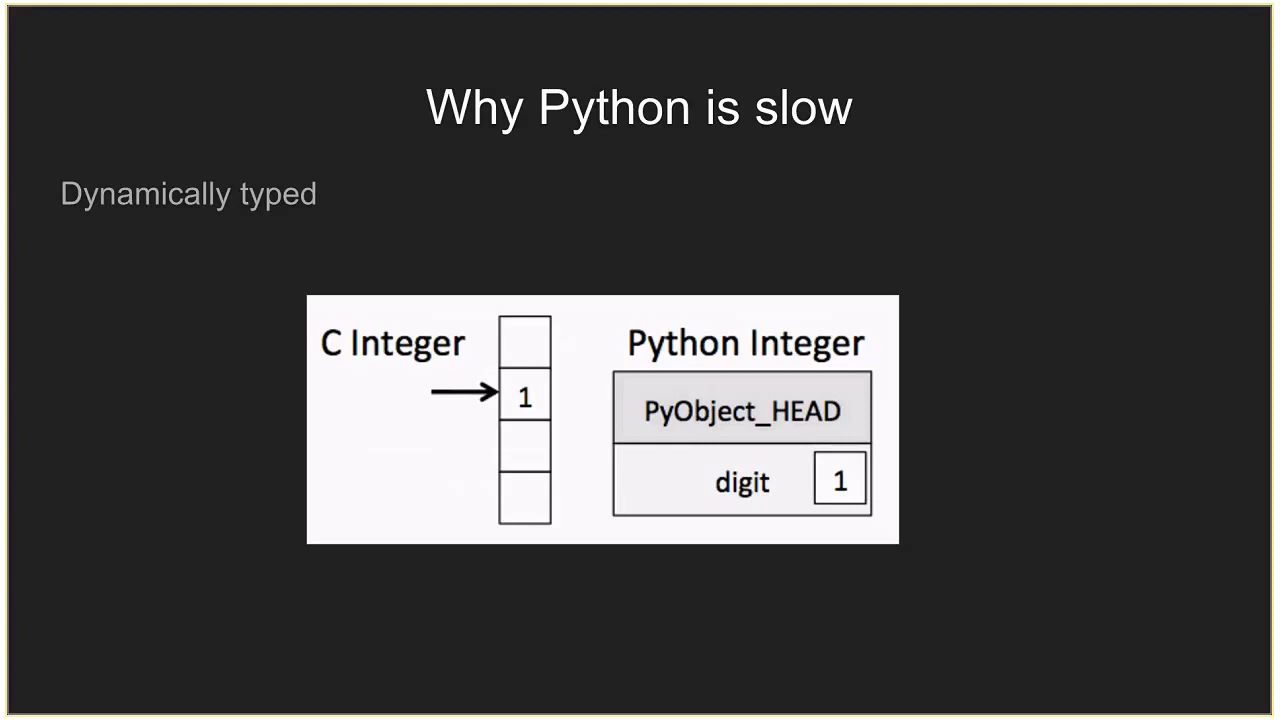 Why Python is slow
Dynamically typed
C Integer
1
Python Integer
PyObject_HEAD
digit 1